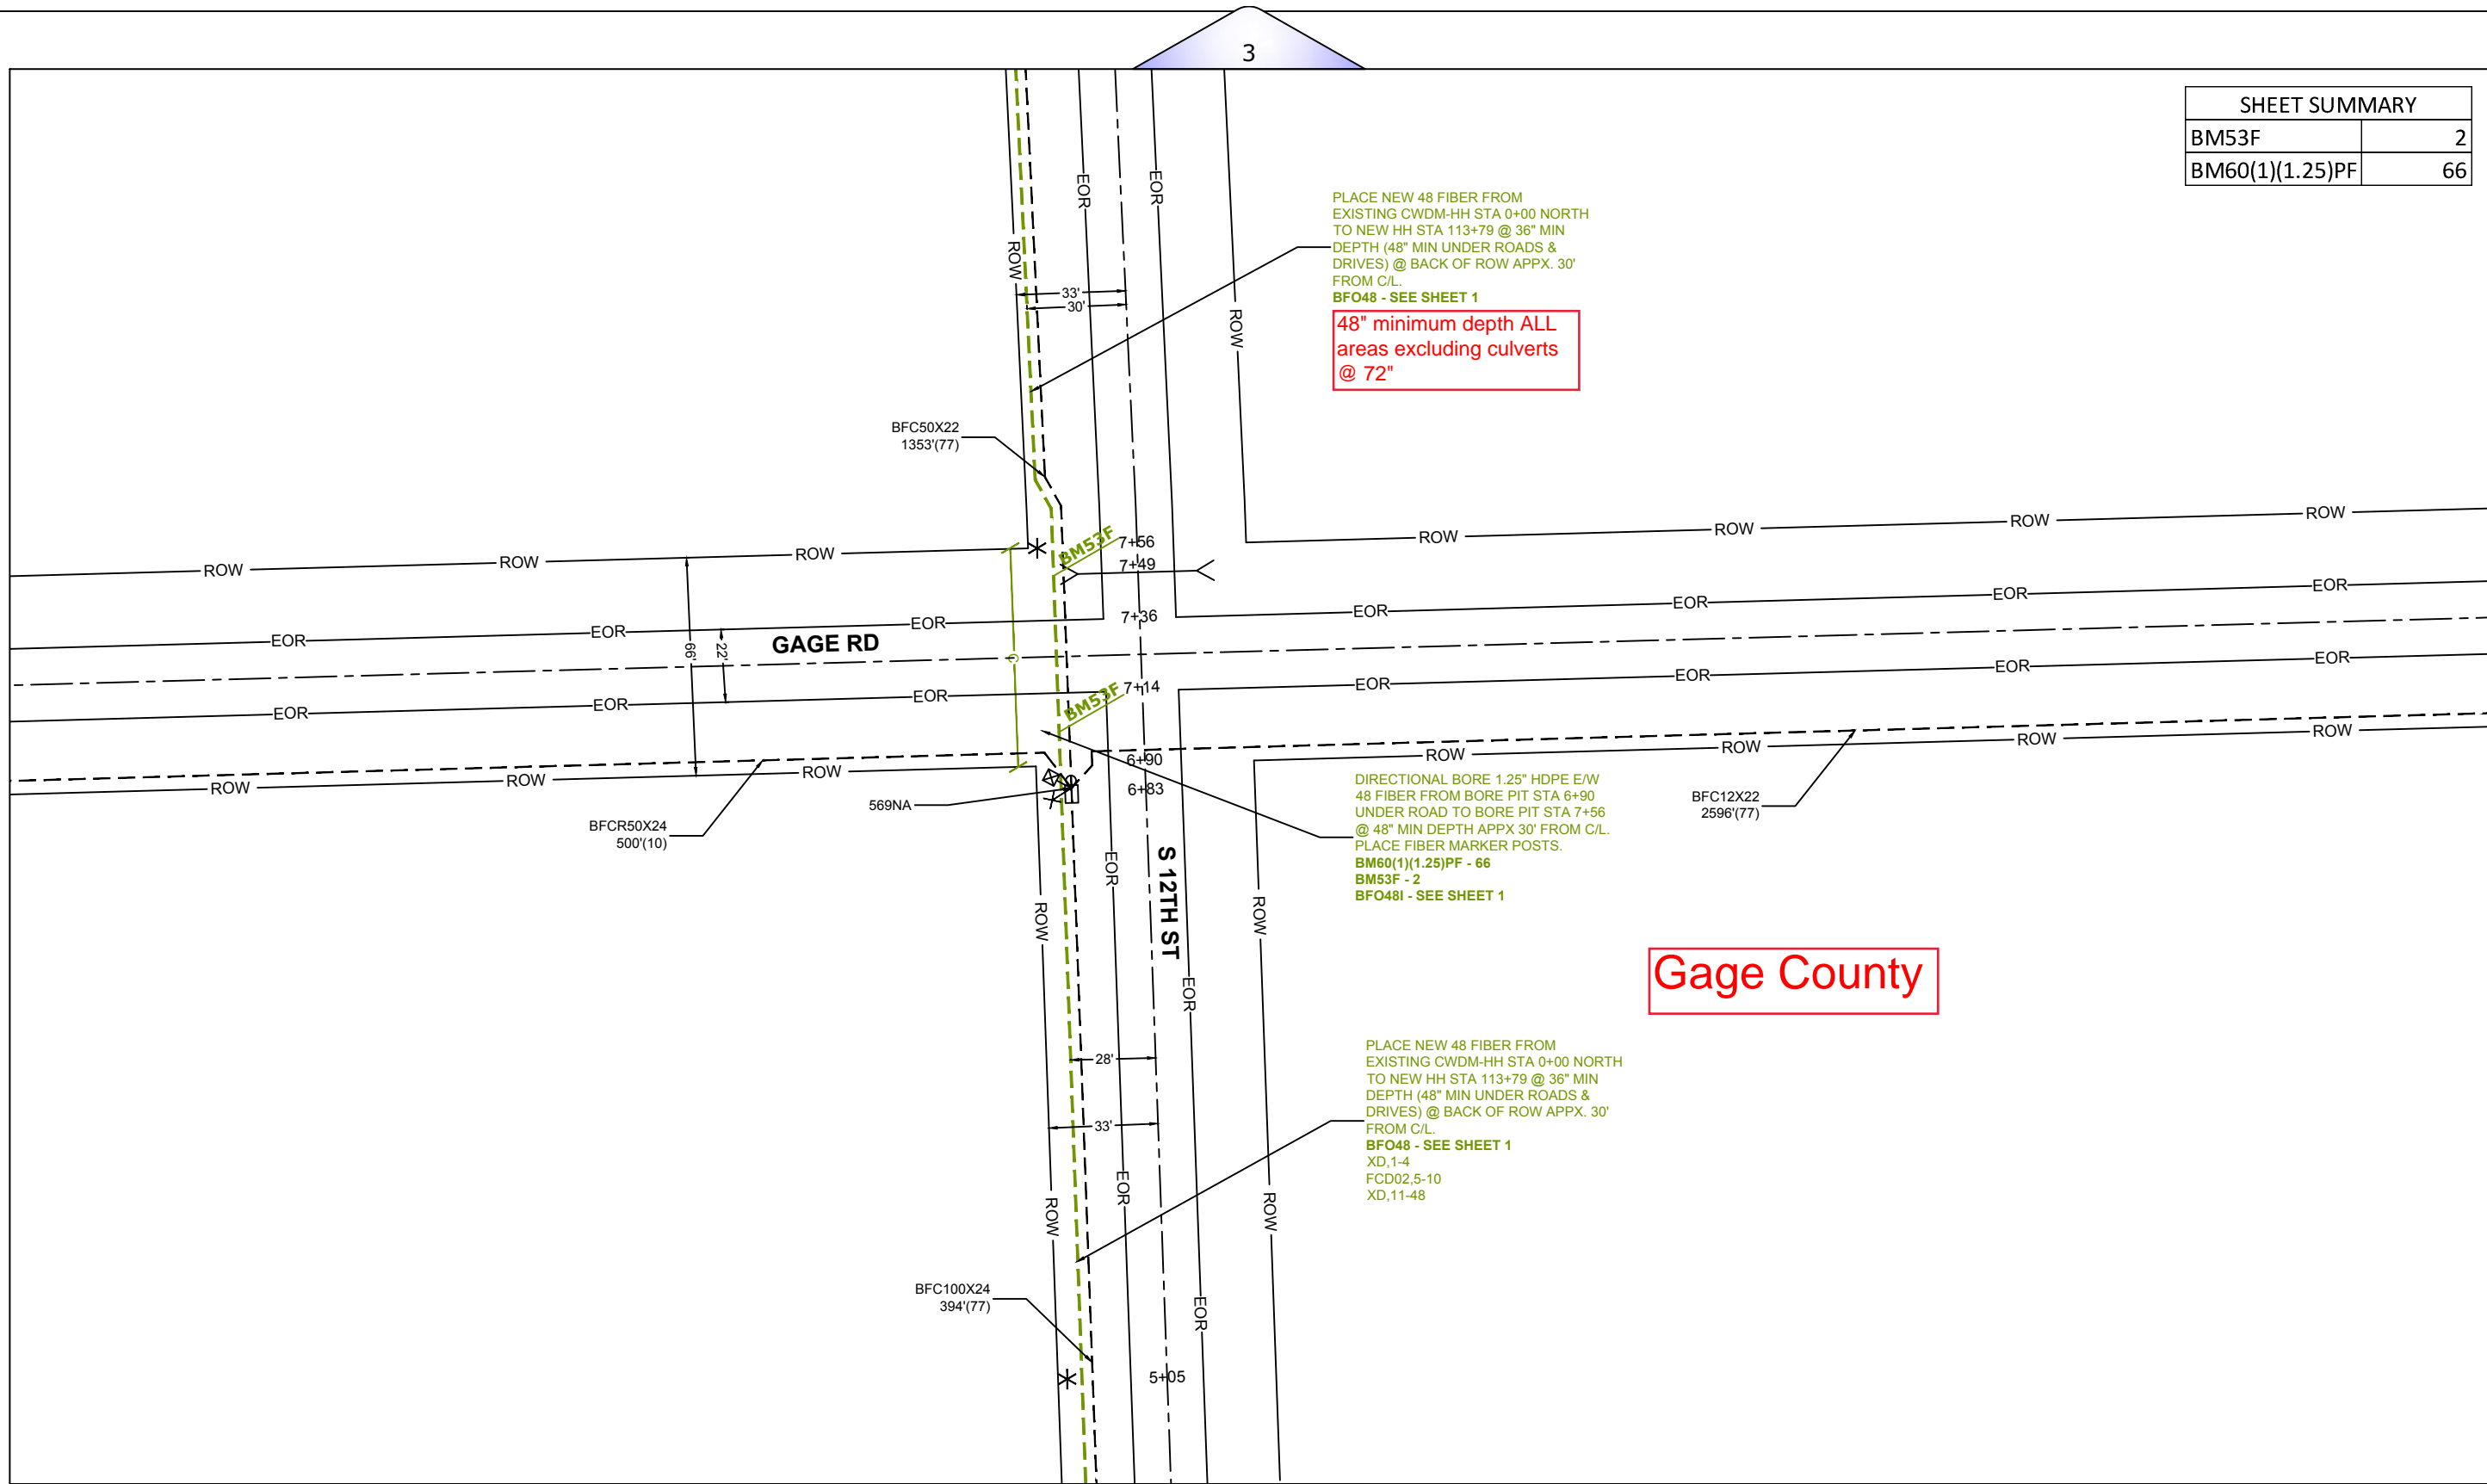 3
SHEET SUMMARY
BM53F 2
BM60(1)(1.25)PF 66
PLACE NEW 48 FIBER FROM
EXISTING CWDM-HH STA 0+00 NORTH
TO NEW HH STA 113+79 @ 36" MIN
DEPTH (48" MIN UNDER ROADS &
DRIVES) @ BACK OF ROW APPX. 30'
FROM C/L.
BFO48 - SEE SHEET 1
48" minimum depth ALL
areas excluding culverts
@ 72"
EOR
EOR
ROW
ROW
33'
30'
BFC50X22
1353'(77)
BM53F
7+56
7+49
7+36
ROW
ROW
ROW
ROW
ROW
ROW
ROW
EOR
EOR
EOR
EOR
EOR
EOR
EOR
66'
22'
GAGE RD
EOR
EOR
EOR
BM53F
7+14
EOR
EOR
EOR
EOR
ROW
ROW
ROW
6+90
6+83
ROW
ROW
ROW
ROW
569NA
BFCR50X24
500'(10)
BFC12X22
2596'(77)
DIRECTIONAL BORE 1.25" HDPE E/W
48 FIBER FROM BORE PIT STA 6+90
UNDER ROAD TO BORE PIT STA 7+56
@ 48" MIN DEPTH APPX 30' FROM C/L.
PLACE FIBER MARKER POSTS.
BM60(1)(1.25)PF - 66
BM53F - 2
BFO48I - SEE SHEET 1
S 12TH ST
EOR
ROW
ROW
EOR
Gage County
28'
33'
PLACE NEW 48 FIBER FROM
EXISTING CWDM-HH STA 0+00 NORTH
TO NEW HH STA 113+79 @ 36" MIN
DEPTH (48" MIN UNDER ROADS &
DRIVES) @ BACK OF ROW APPX. 30'
FROM C/L.
BFO48 - SEE SHEET 1
XD,1-4
FCD02,5-10
XD,11-48
EOR
ROW
ROW
EOR
BFC100X24
394'(77)
5+05